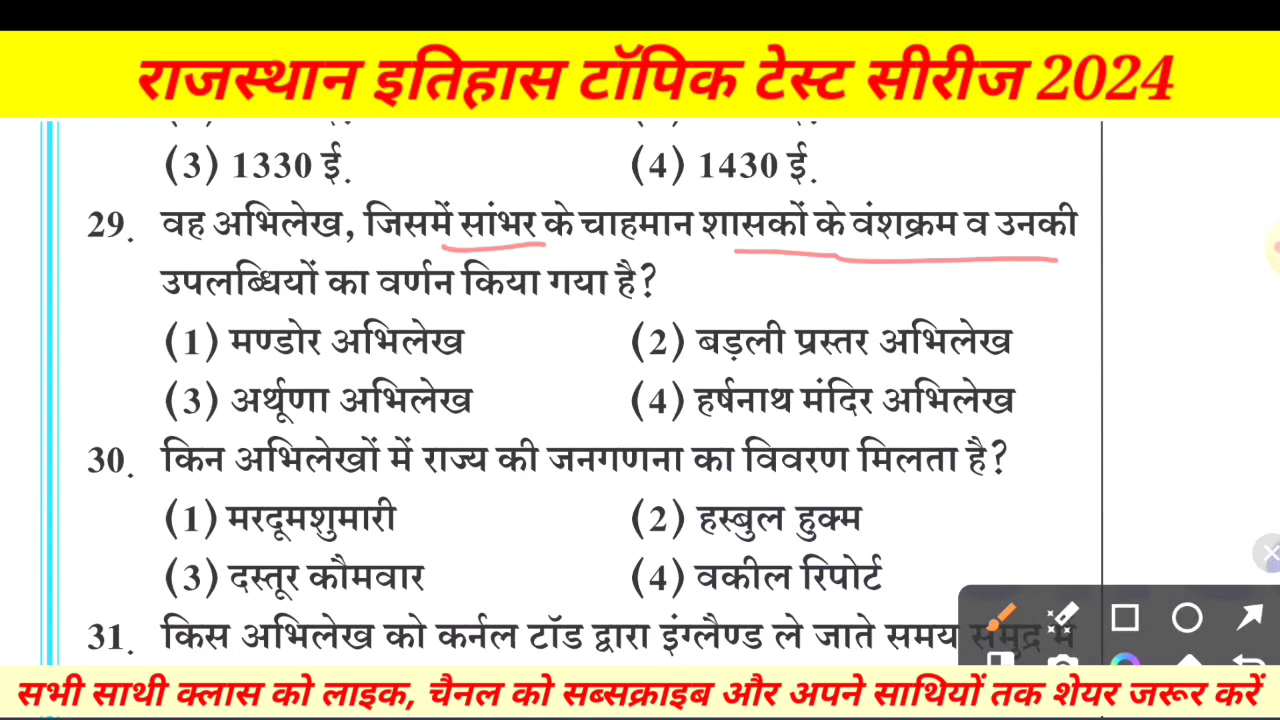 राजस्थान इतिहास टॉपिक टेस्ट सीरीज 2024
(3) 1330 ई. (4) 1430 ई.
29. वह अभिलेख, जिसमें सांभर के चाहमान शासकों के वंशक्रम व उनकी
उपलब्धियों का वर्णन किया गया है?
(1) मण्डोर अभिलेख (2) बड़ली प्रस्तर अभिलेख
(3) अर्थूणा अभिलेख (4) हर्षनाथ मंदिर अभिलेख
30. किन अभिलेखों में राज्य की जनगणना का विवरण मिलता है?
(1) मरदूमशुमारी (2) हस्बुल हुक्म
(3) दस्तूर कौमवार (4) वकील रिपोर्ट
31. किस अभिलेख को कर्नल टॉड द्वारा इंग्लैण्ड ले जाते समय समुद्र में
सभी साथी क्लास को लाइक, चैनल को सब्सक्राइब और अपने साथियों तक शेयर जरूर करें